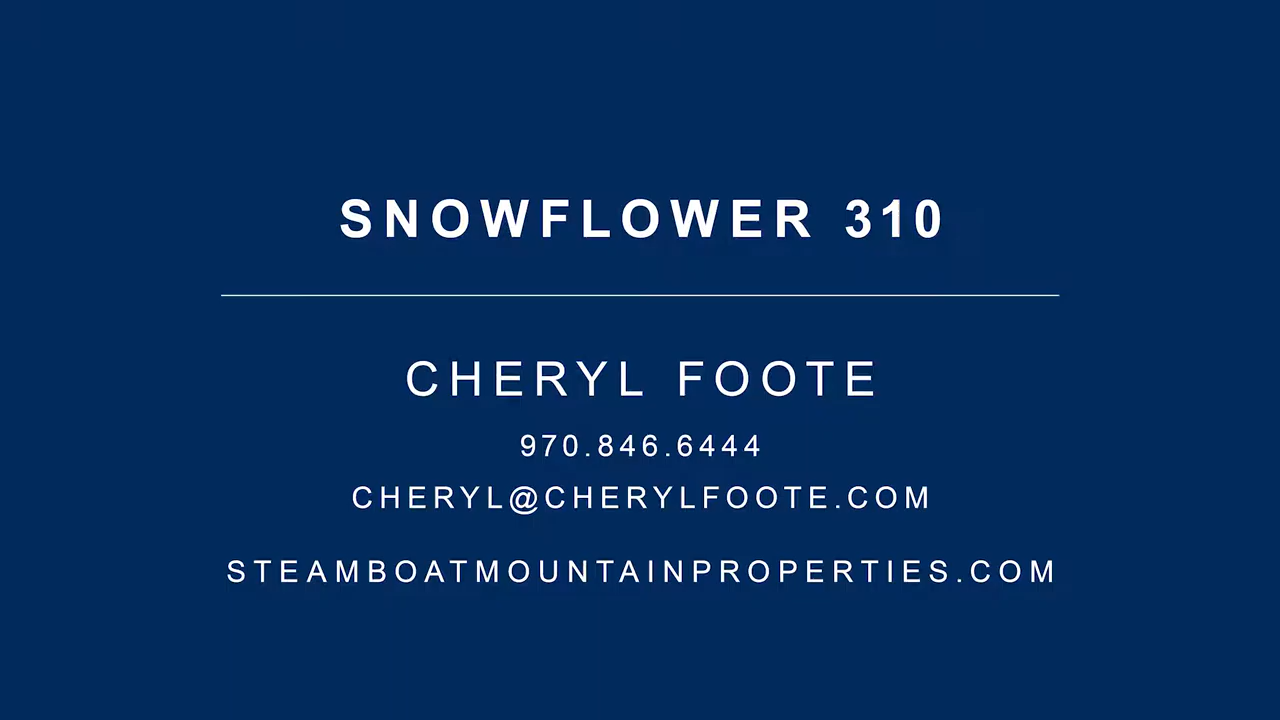 SNOWFLOWER 310
CHERYL FOOTE
970.846.6444
CHERYL@CHERYLFOOTE.COM
STEAMBOATMOUNTAINPROPERTIES.COM